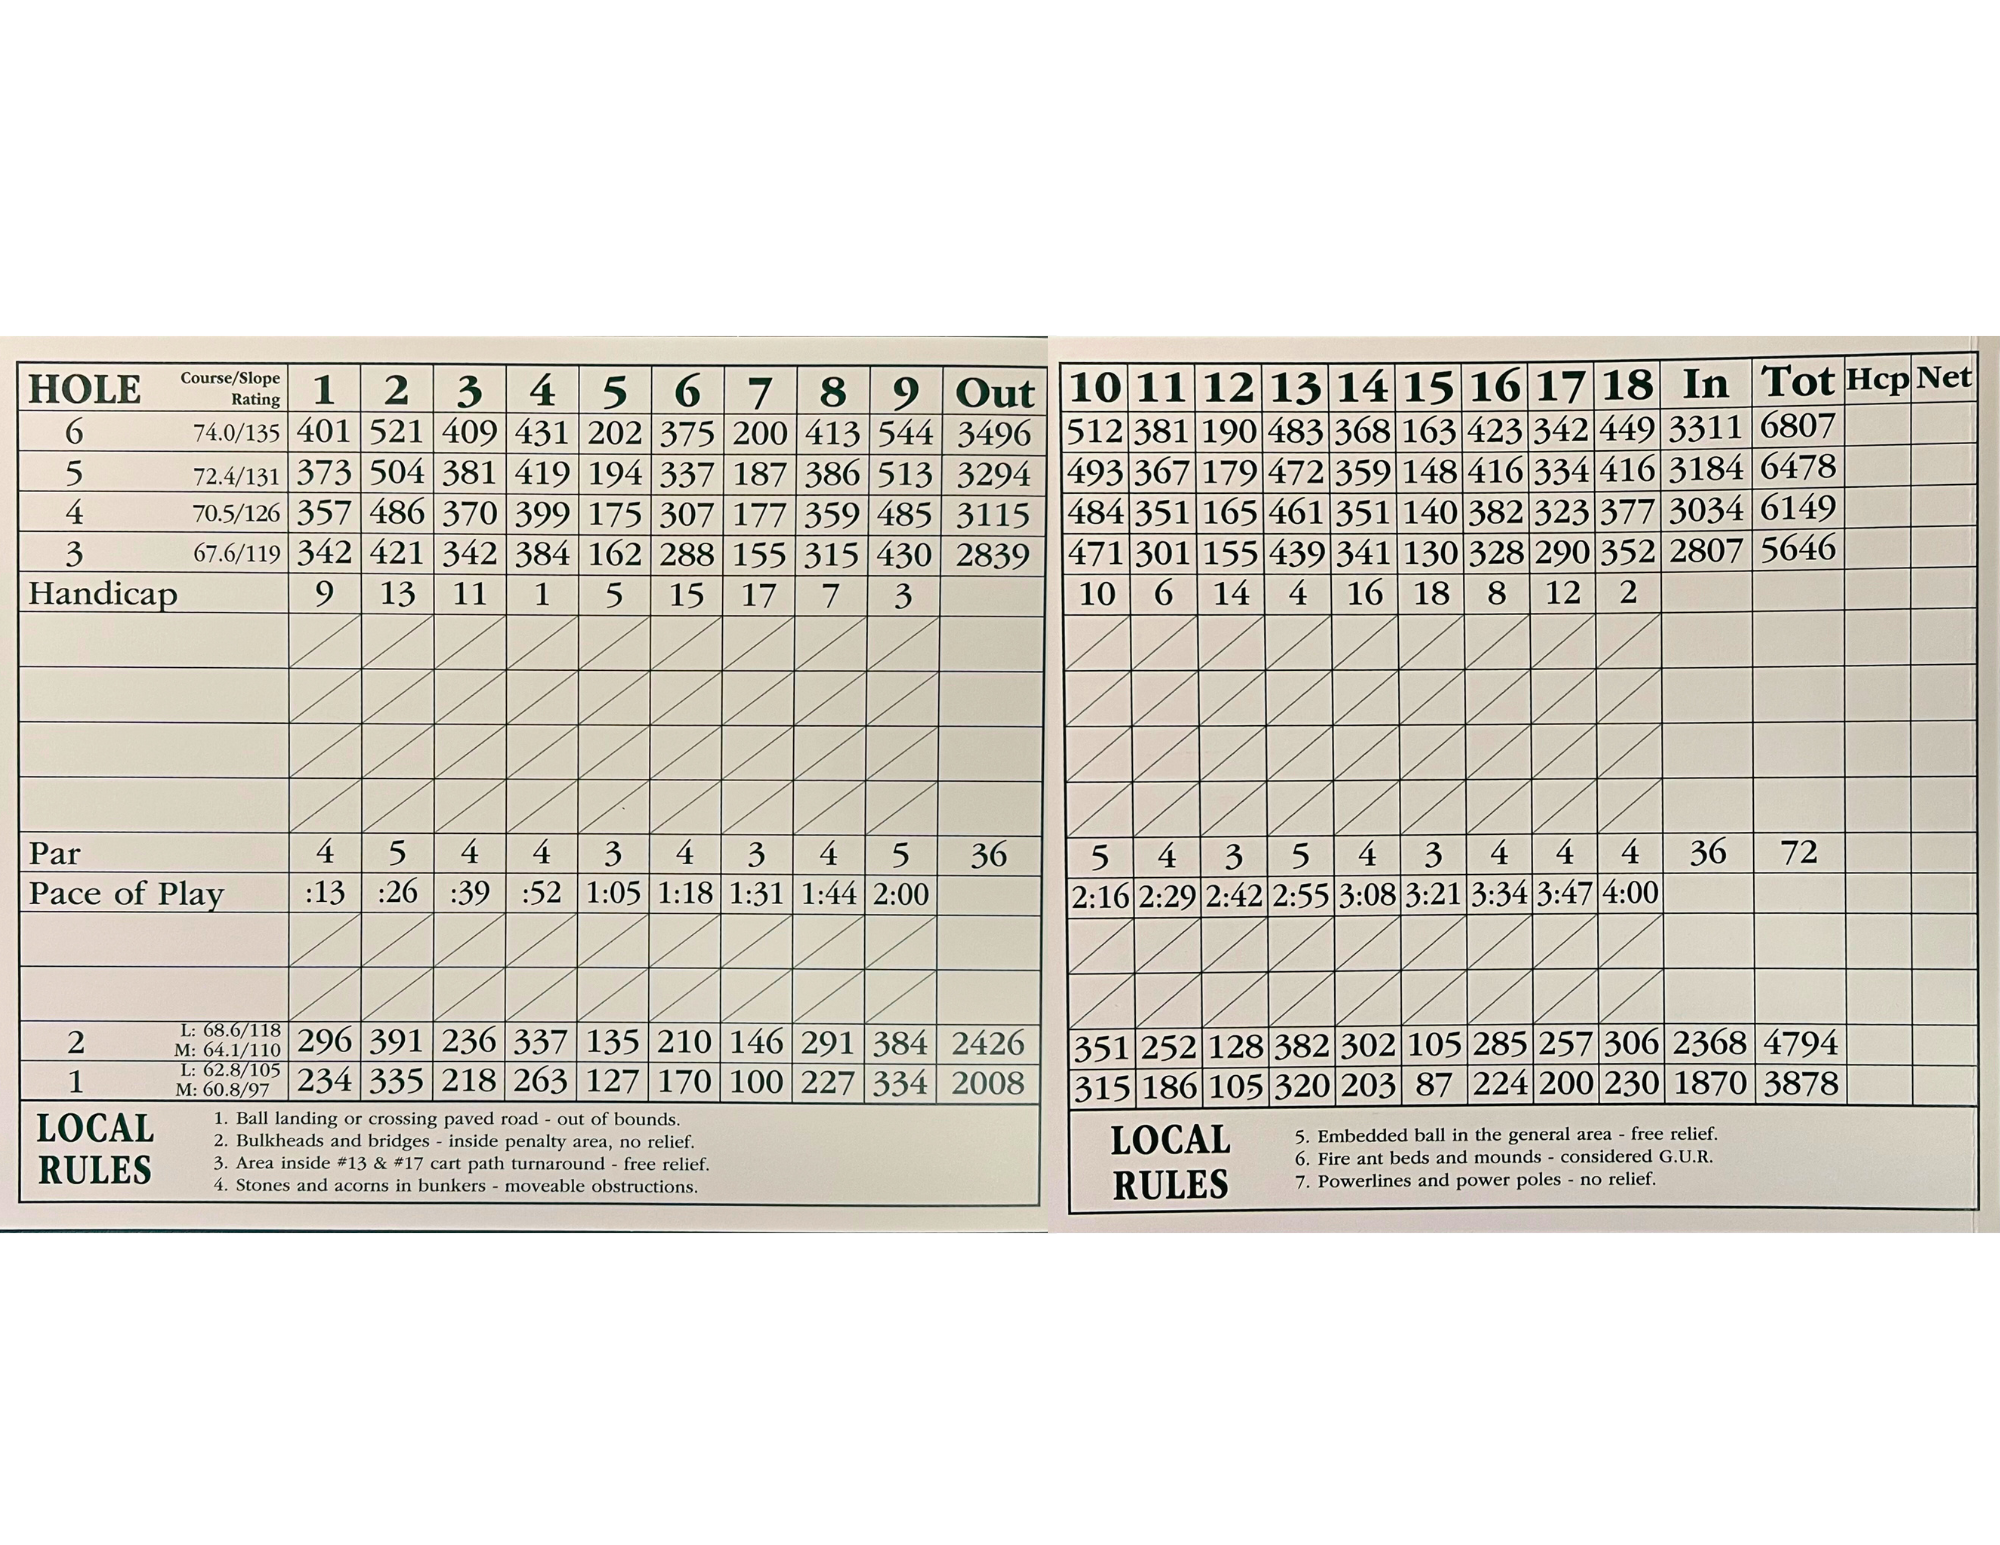 HOLE Course/Slope Rating 1 2 3 4 5 6 7 8 9 Out
6 74.0/135 401 521 409 431 202 375 200 413 544 3496
5 72.4/131 373 504 381 419 194 337 187 386 513 3294
4 70.5/126 357 486 370 399 175 307 177 359 485 3115
3 67.6/119 342 421 342 384 162 288 155 315 430 2839
Handicap 9 13 11 1 5 15 17 7 3
Par 4 5 4 4 3 4 3 4 5 36
Pace of Play :13 :26 :39 :52 1:05 1:18 1:31 1:44 2:00
2 L: 68.6/118 M: 64.1/110 296 391 236 337 135 210 146 291 384 2426
1 L: 62.8/105 M: 60.8/97 234 335 218 263 127 170 100 227 334 2008
LOCAL RULES
1. Ball landing or crossing paved road - out of bounds.
2. Bulkheads and bridges - inside penalty area, no relief.
3. Area inside #13 & #17 cart path turnaround - free relief.
4. Stones and acorns in bunkers - moveable obstructions.
10 11 12 13 14 15 16 17 18 In Tot Hcp Net
512 381 190 483 368 163 423 342 449 3311 6807
493 367 179 472 359 148 416 334 416 3184 6478
484 351 165 461 351 140 382 323 377 3034 6149
471 301 155 439 341 130 328 290 352 2807 5646
10 6 14 4 16 18 8 12 2
5 4 3 5 4 3 4 4 4 36 72
2:16 2:29 2:42 2:55 3:08 3:21 3:34 3:47 4:00
351 252 128 382 302 105 285 257 306 2368 4794
315 186 105 320 203 87 224 200 230 1870 3878
LOCAL RULES
5. Embedded ball in the general area - free relief.
6. Fire ant beds and mounds - considered G.U.R.
7. Powerlines and power poles - no relief.